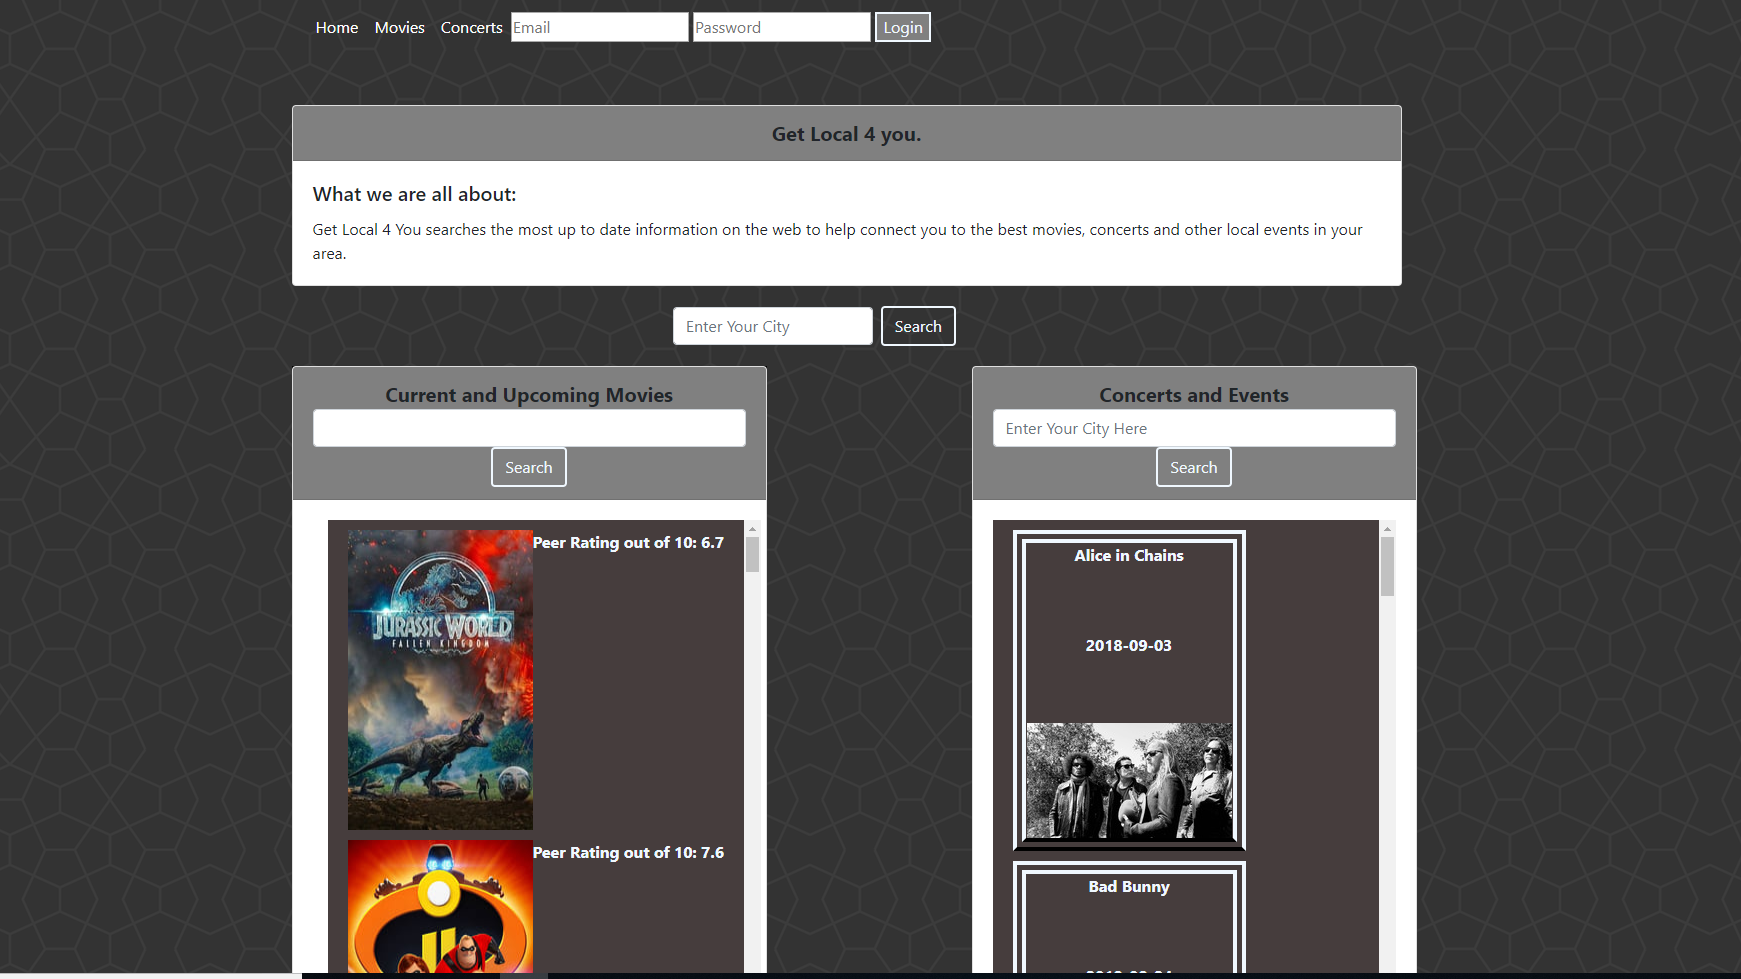 Home Movies Concerts Email Password Login
Get Local 4 you.
What we are all about:
Get Local 4 You searches the most up to date information on the web to help connect you to the best movies, concerts and other local events in your
area.
Enter Your City Search
Current and Upcoming Movies
Search
Peer Rating out of 10: 6.7
JURASSIC WORLD
FALLEN KINGDOM
Peer Rating out of 10: 7.6
Concerts and Events
Enter Your City Here
Search
Alice in Chains
2018-09-03
Bad Bunny